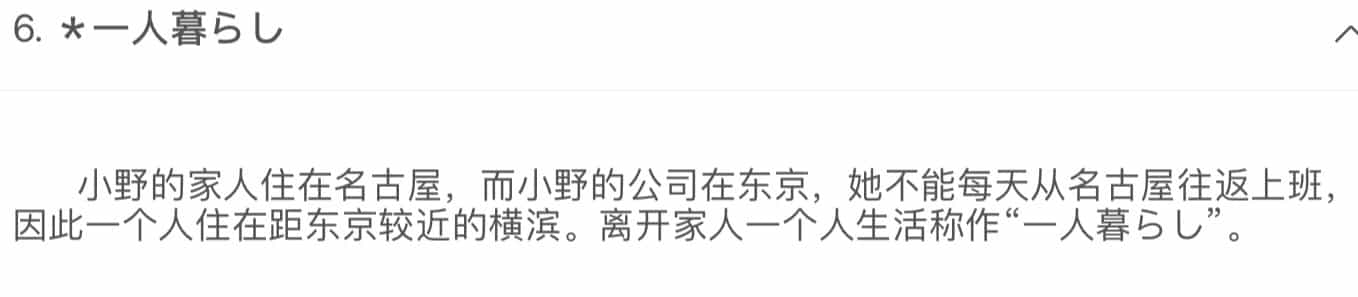 6. *一人暮らし
小野的家人住在名古屋，而小野的公司在东京，她不能每天从名古屋往返上班，
因此一个人住在距东京较近的横滨。离开家人一个人生活称作“一人暮らし”。